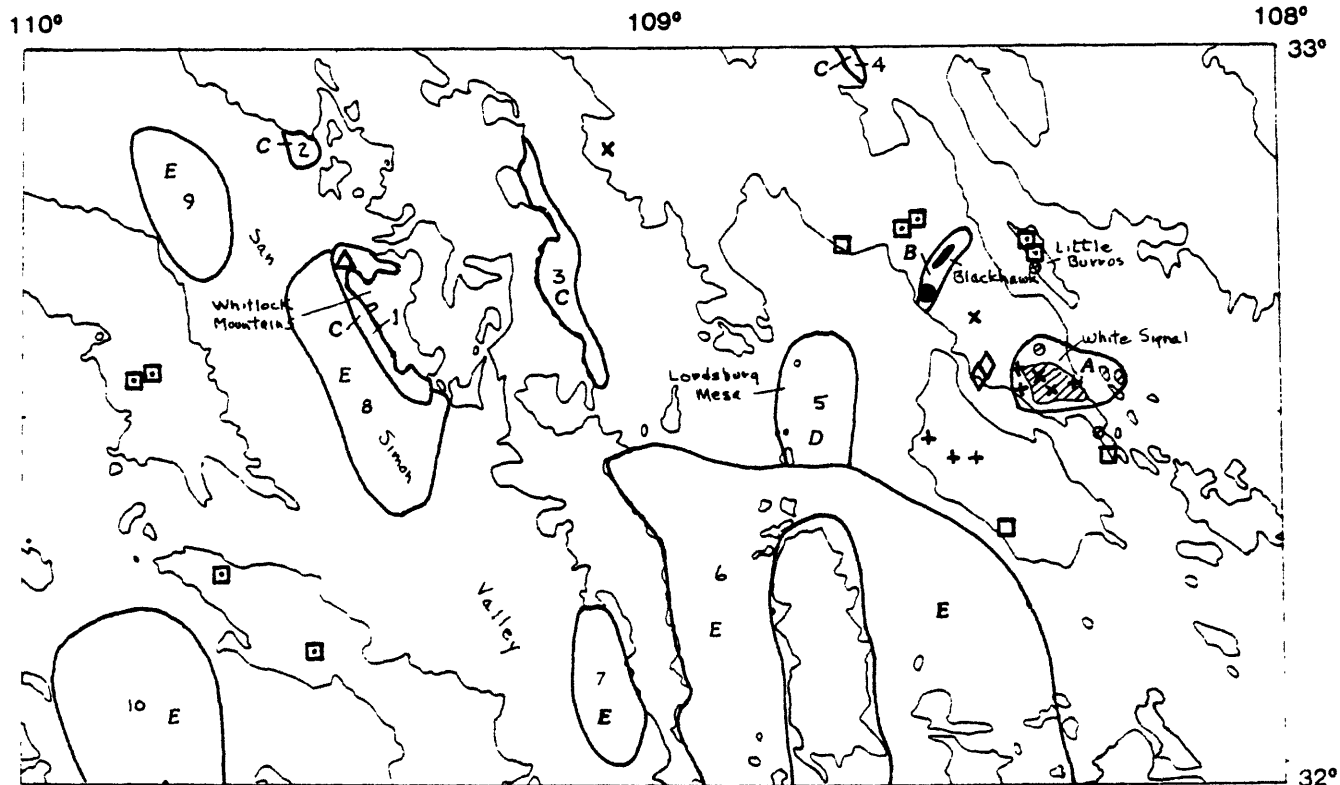 110° 109° 108°
33°
C 4
C 2
E
9
San
B
Blackhawk
Little
Burros
3
C
Whitlock
Mountains
C 1
E
8
Simon
White Signal
A
Lordsburg
Mesa
5
D
6
E
E
Valley
7
E
10 E
32°